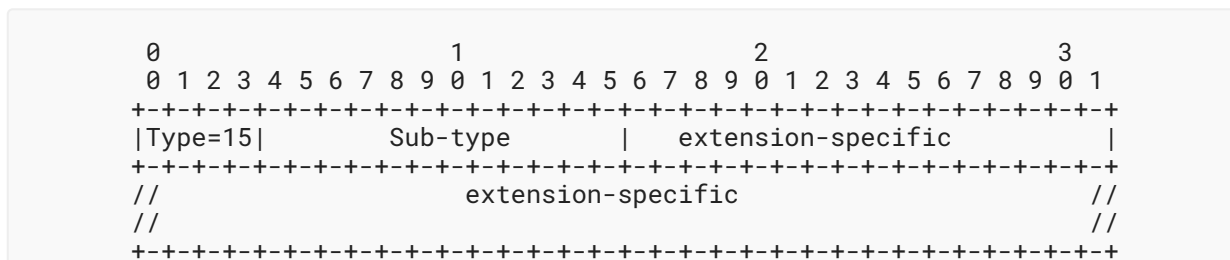 0                   1                   2                   3
 0 1 2 3 4 5 6 7 8 9 0 1 2 3 4 5 6 7 8 9 0 1 2 3 4 5 6 7 8 9 0 1
+-+-+-+-+-+-+-+-+-+-+-+-+-+-+-+-+-+-+-+-+-+-+-+-+-+-+-+-+-+-+-+-+
|Type=15|        Sub-type       |   extension-specific          |
+-+-+-+-+-+-+-+-+-+-+-+-+-+-+-+-+-+-+-+-+-+-+-+-+-+-+-+-+-+-+-+-+
//                    extension-specific                       //
//                                                             //
+-+-+-+-+-+-+-+-+-+-+-+-+-+-+-+-+-+-+-+-+-+-+-+-+-+-+-+-+-+-+-+-+